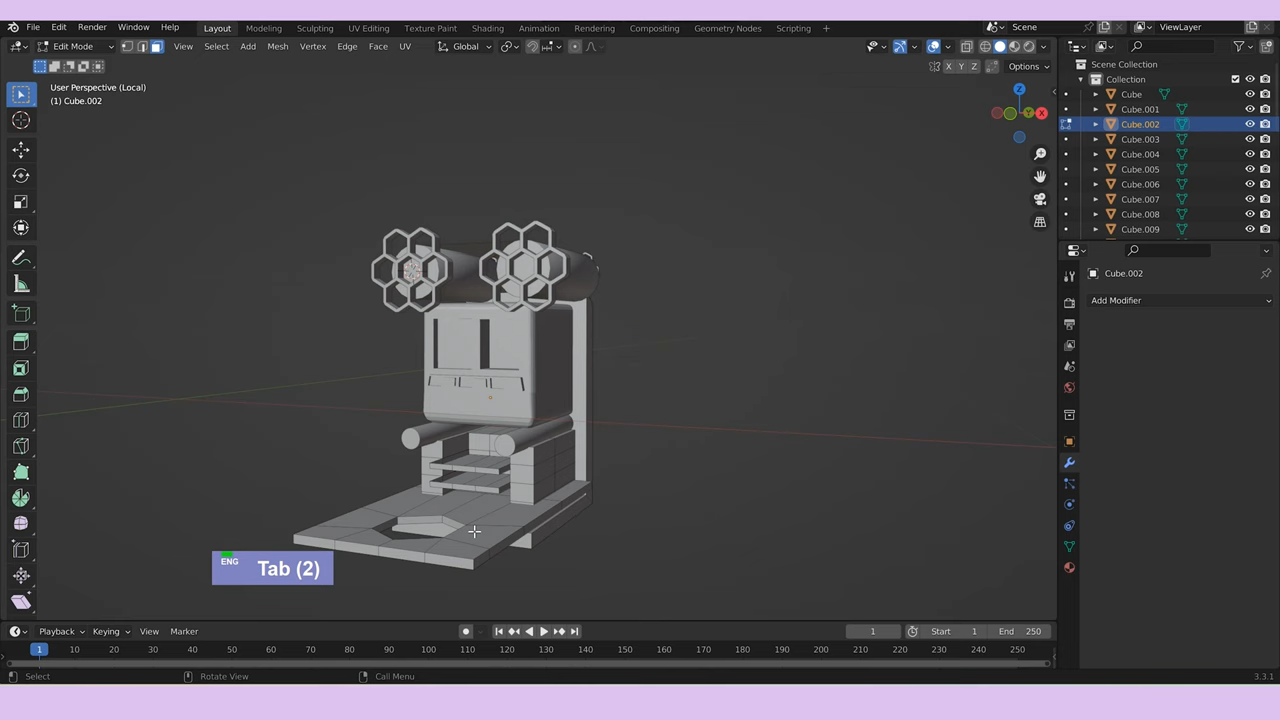 File Edit Render Window Help Layout Modeling Sculpting UV Editing Texture Paint Shading Animation Rendering Compositing Geometry Nodes Scripting Scene ViewLayer
Edit Mode View Select Add Mesh Vertex Edge Face UV Global
X Y Z Options
User Perspective (Local)
(1) Cube.002
Z
Y
X
Scene Collection
Collection
Cube
Cube.001
Cube.002
Cube.003
Cube.004
Cube.005
Cube.006
Cube.007
Cube.008
Cube.009
Cube.002
Add Modifier
ENG Tab (2)
Playback Keying View Marker 1 Start 1 End 250
1 10 20 30 40 50 60 70 80 90 100 110 120 130 140 150 160 170 180 190 200 210 220 230 240 250
Select Rotate View Call Menu 3.3.1